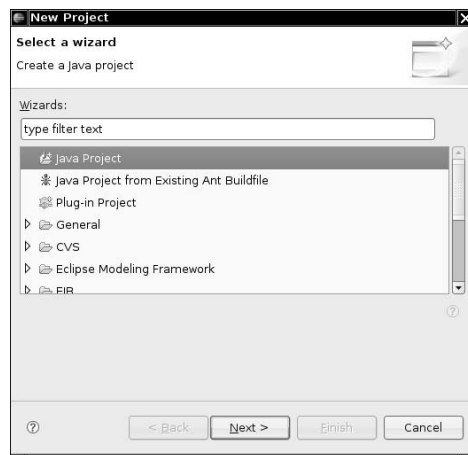 New Project
Select a wizard
Create a Java project
Wizards:
type filter text
Java Project
Java Project from Existing Ant Buildfile
Plug-in Project
General
CVS
Eclipse Modeling Framework
EJB
< Back Next > Finish Cancel